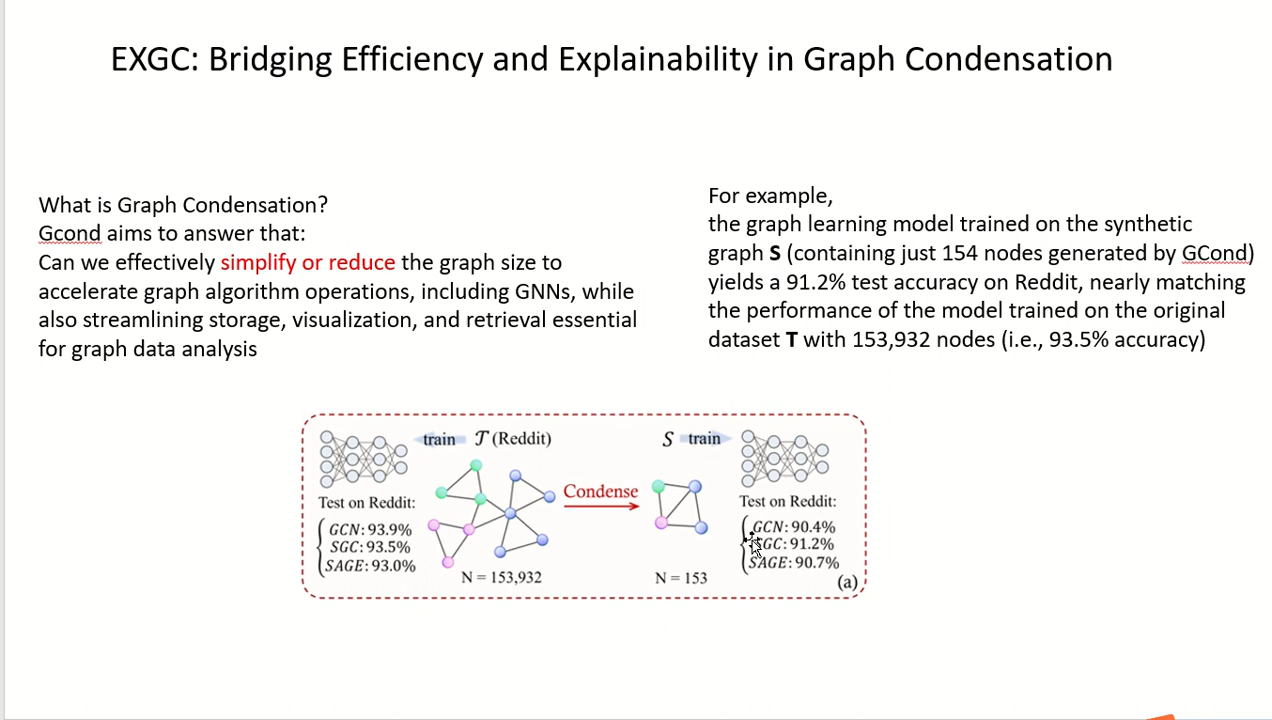 EXGC: Bridging Efficiency and Explainability in Graph Condensation
What is Graph Condensation?
Gcond aims to answer that:
Can we effectively simplify or reduce the graph size to
accelerate graph algorithm operations, including GNNs, while
also streamlining storage, visualization, and retrieval essential
for graph data analysis
For example,
the graph learning model trained on the synthetic
graph S (containing just 154 nodes generated by GCond)
yields a 91.2% test accuracy on Reddit, nearly matching
the performance of the model trained on the original
dataset T with 153,932 nodes (i.e., 93.5% accuracy)
train 𝒯 (Reddit)
Test on Reddit:
GCN: 93.9%
SGC: 93.5%
SAGE: 93.0%
N = 153,932
Condense
S train
N = 153
Test on Reddit:
GCN: 90.4%
SGC: 91.2%
SAGE: 90.7%
(a)